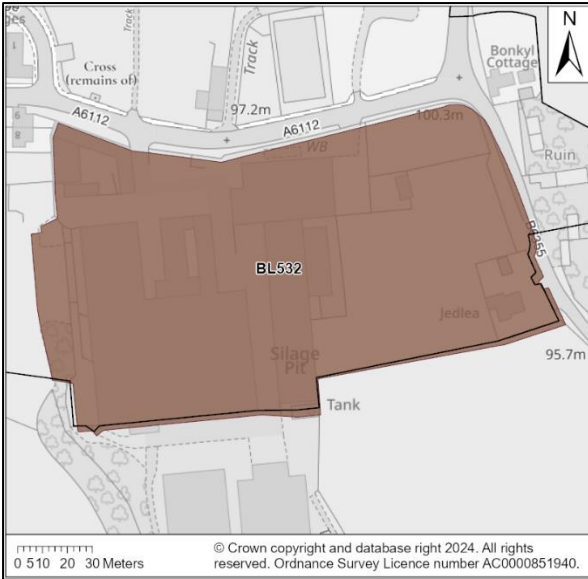 N
Cross
(remains of)
Track
Track
Bonkyl
Cottage
97.2m
A6112
A6112
100.3m
9
8
WB
Ruin
BL532
Jedlea
Silage
Pit
95.7m
Tank
0 5 10 20 30 Meters
© Crown copyright and database right 2024. All rights
reserved. Ordnance Survey Licence number AC0000851940.